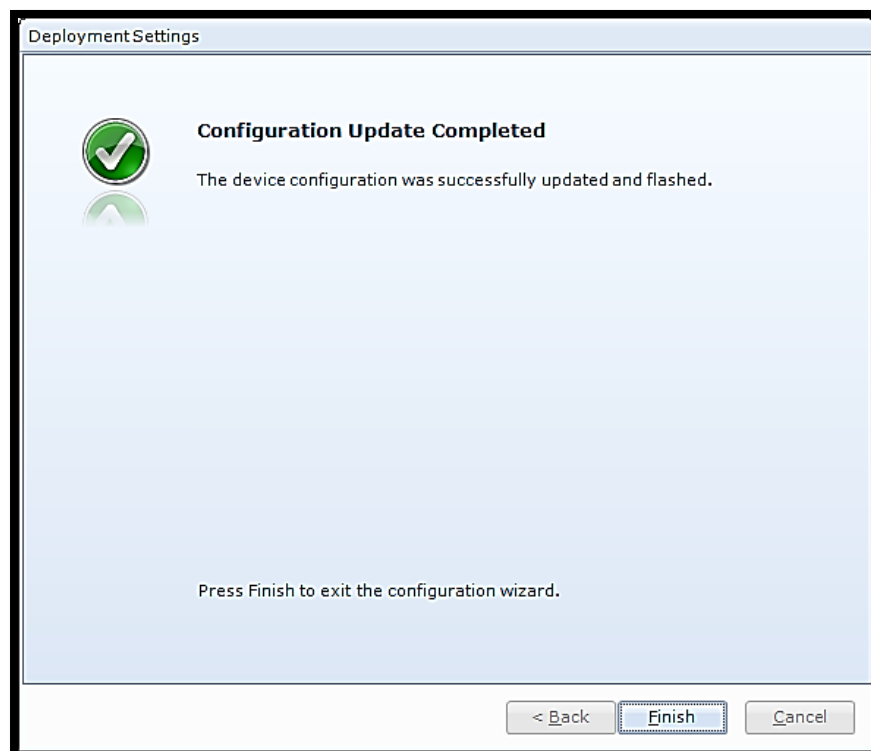 Deployment Settings
Configuration Update Completed
The device configuration was successfully updated and flashed.
Press Finish to exit the configuration wizard.
< Back
Finish
Cancel